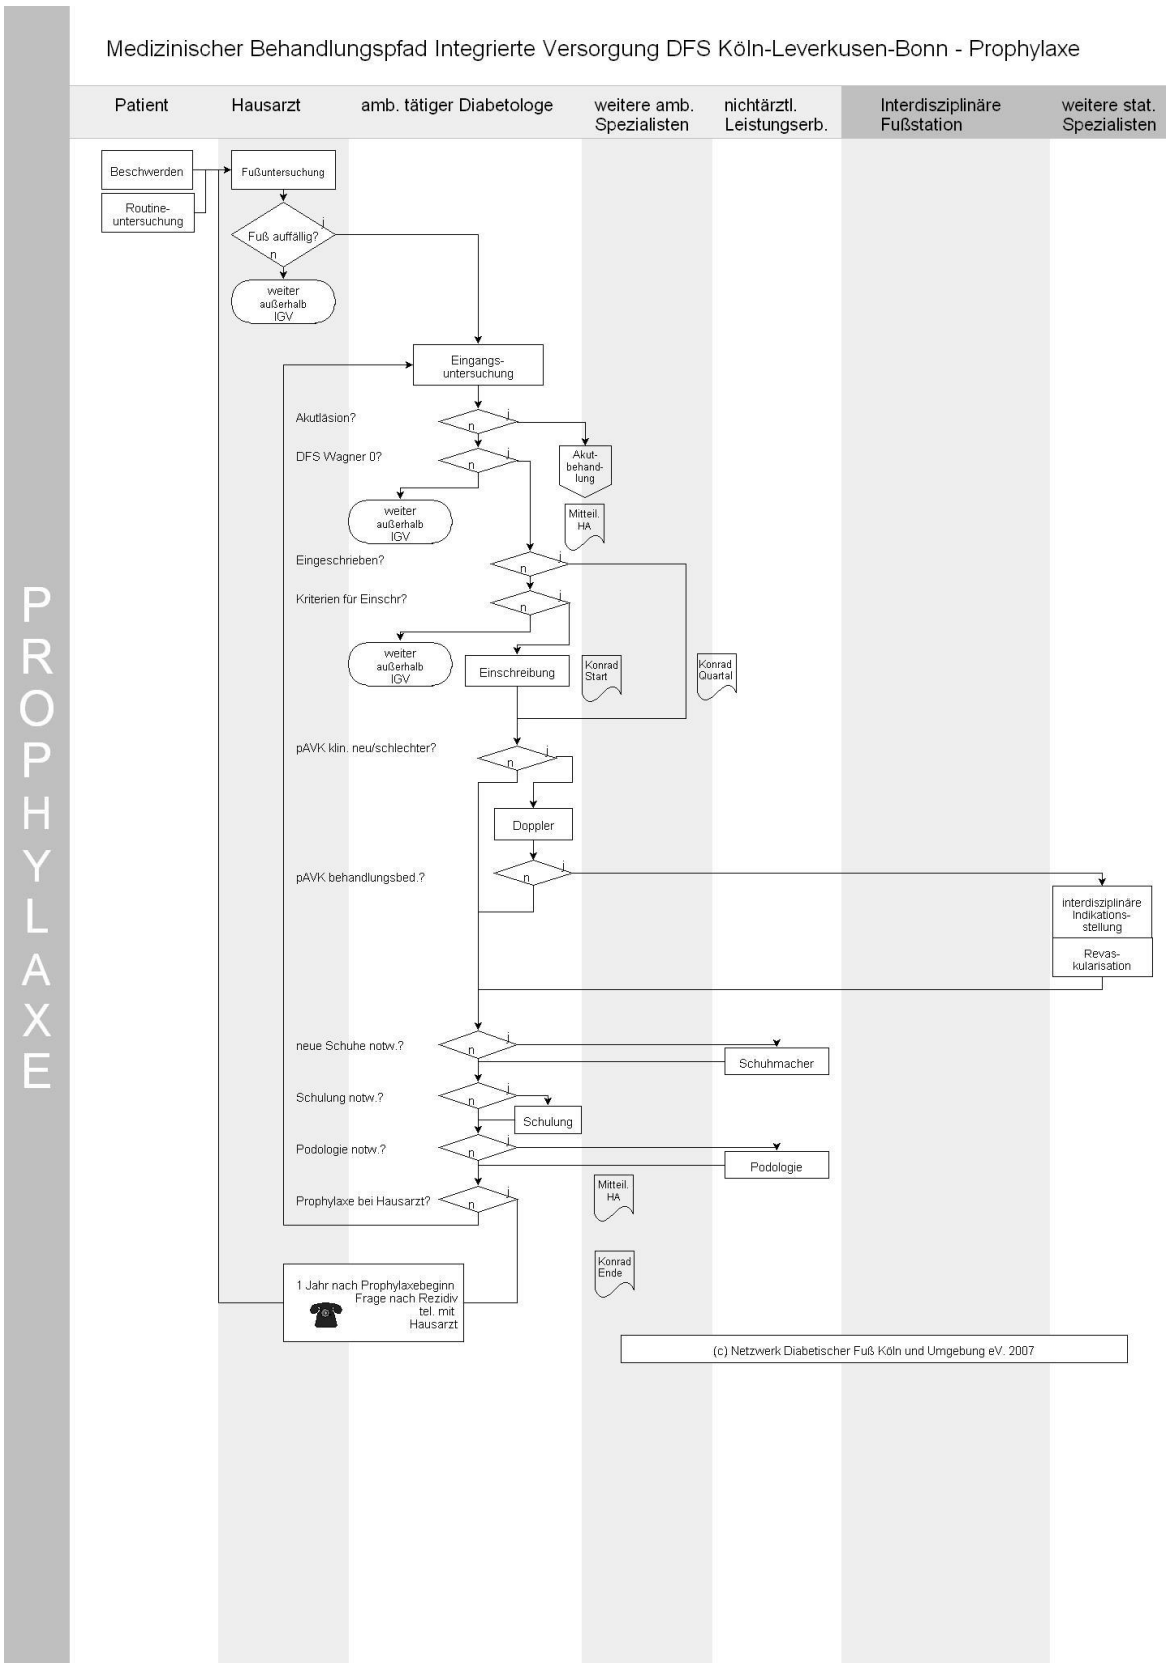 Medizinischer Behandlungspfad Integrierte Versorgung DFS Köln-Leverkusen-Bonn - Prophylaxe
Patient
Hausarzt
amb. tätiger Diabetologe
weitere amb.
Spezialisten
nichtärztl.
Leistungserb.
Interdisziplinäre
Fußstation
weitere stat.
Spezialisten
PROPHYLAXE
Beschwerden
Routine-
untersuchung
Fußuntersuchung
j
Fuß auffällig?
n
weiter
außerhalb
IGV
Eingangs-
untersuchung
Akutläsion?
j
n
DFS Wagner 0?
j
n
Akut-
behand-
lung
weiter
außerhalb
IGV
Mitteil.
HA
Eingeschrieben?
j
n
Kriterien für Einschr?
j
n
weiter
außerhalb
IGV
Einschreibung
Konrad
Start
Konrad
Quartal
pAVK klin. neu/schlechter?
j
n
Doppler
pAVK behandlungsbed.?
j
n
interdisziplinäre
Indikations-
stellung
Revas-
kularisation
neue Schuhe notw.?
j
n
Schuhmacher
Schulung notw.?
j
n
Schulung
Podologie notw.?
j
n
Podologie
Prophylaxe bei Hausarzt?
j
n
Mitteil.
HA
Konrad
Ende
1 Jahr nach Prophylaxebeginn
Frage nach Rezidiv
tel. mit
Hausarzt
(c) Netzwerk Diabetischer Fuß Köln und Umgebung eV. 2007